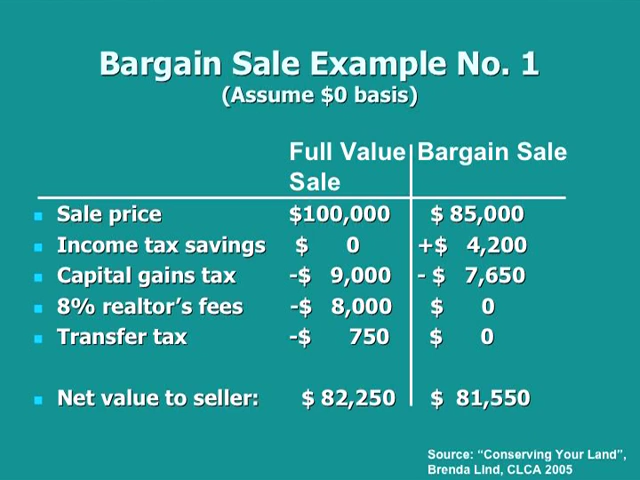 Bargain Sale Example No. 1
(Assume $0 basis)
Full Value Bargain Sale
Sale
Sale price $100,000 $ 85,000
Income tax savings $ 0 +$ 4,200
Capital gains tax -$ 9,000 - $ 7,650
8% realtor's fees -$ 8,000 $ 0
Transfer tax -$ 750 $ 0
Net value to seller: $ 82,250 $ 81,550
Source: “Conserving Your Land”,
Brenda LInd, CLCA 2005